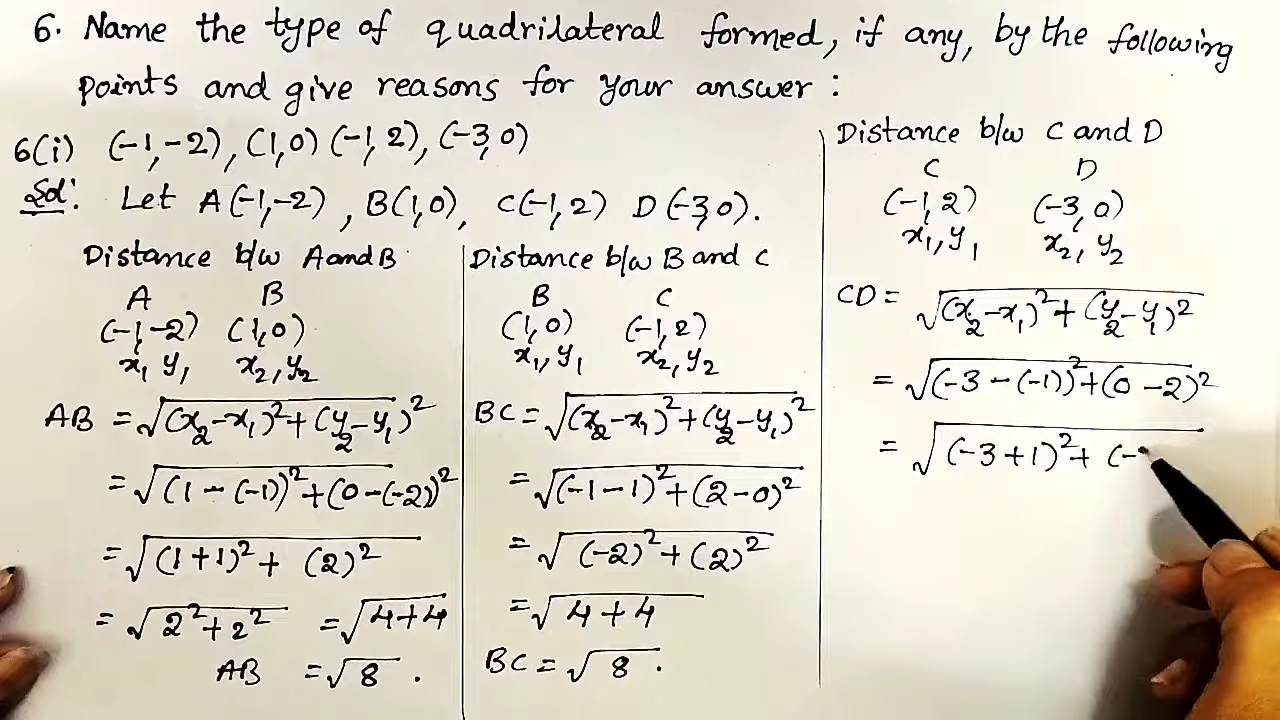 6. Name the type of quadrilateral formed, if any, by the following
points and give reasons for your answer :
6(i) (-1,-2), (1,0) (-1,2), (-3,0)
Sol: Let A(-1,-2) , B(1,0), C(-1,2) D(-3,0).
Distance b/w A and B
A B
(-1,-2) (1,0)
x₁ y₁ x₂, y₂
AB = √(x₂-x₁)²+(y₂-y₁)²
= √(1-(-1))²+(0-(-2)²
= √(1+1)²+ (2)²
= √2²+2² = √4+4
AB = √8 .
Distance b/w B and C
B C
(1,0) (-1,2)
x₁, y₁ x₂, y₂
BC = √(x₂-x₁)²+(y₂-y₁)²
= √(-1-1)²+(2-0)²
= √(-2)²+(2)²
= √4+4
BC = √8 .
Distance b/w C and D
C D
(-1,2) (-3,0)
x₁, y₁ x₂, y₂
CD = √(x₂-x₁)²+(y₂-y₁)²
= √(-3-(-1))²+(0-2)²
= √(-3+1)²+ (-